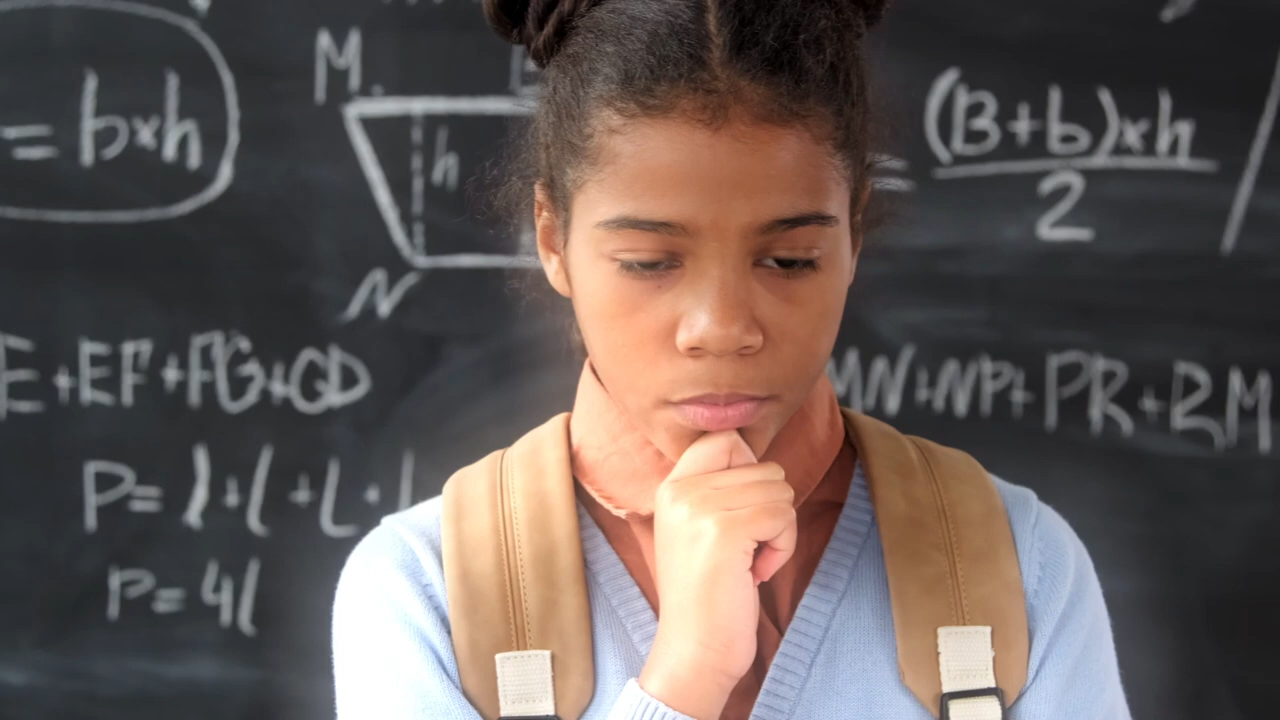 = b×h
M
h
= (B+b)×h
2
N
E+EF+FG+GD
MN+NP+PR+RM
P= l+l+l+l
P= 4l